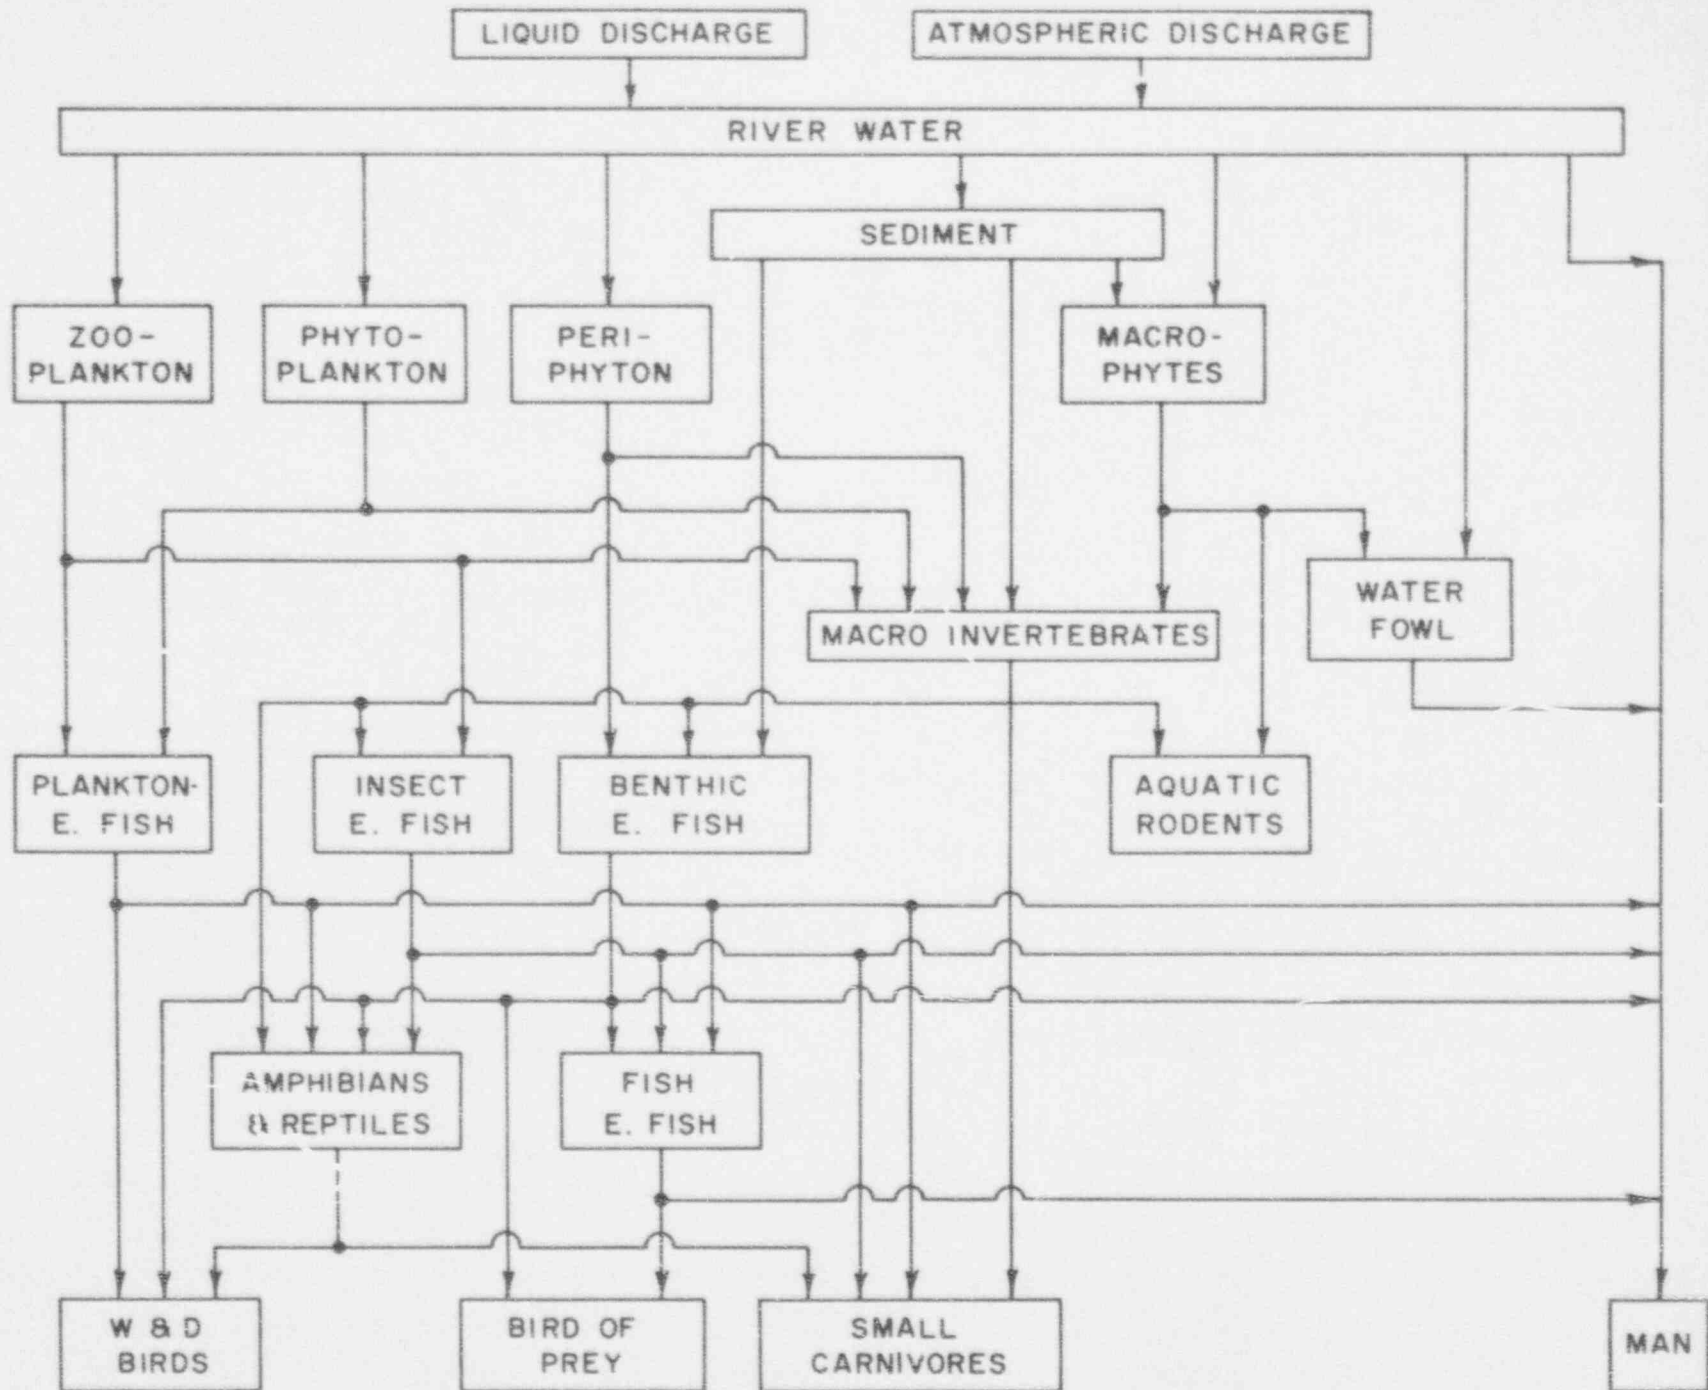 LIQUID DISCHARGE
ATMOSPHERIC DISCHARGE
RIVER WATER
SEDIMENT
ZOO-
PLANKTON
PHYTO-
PLANKTON
PERI-
PHYTON
MACRO-
PHYTES
WATER
FOWL
MACRO INVERTEBRATES
PLANKTON-
E. FISH
INSECT
E. FISH
BENTHIC
E. FISH
AQUATIC
RODENTS
AMPHIBIANS
& REPTILES
FISH
E. FISH
W & D
BIRDS
BIRD OF
PREY
SMALL
CARNIVORES
MAN